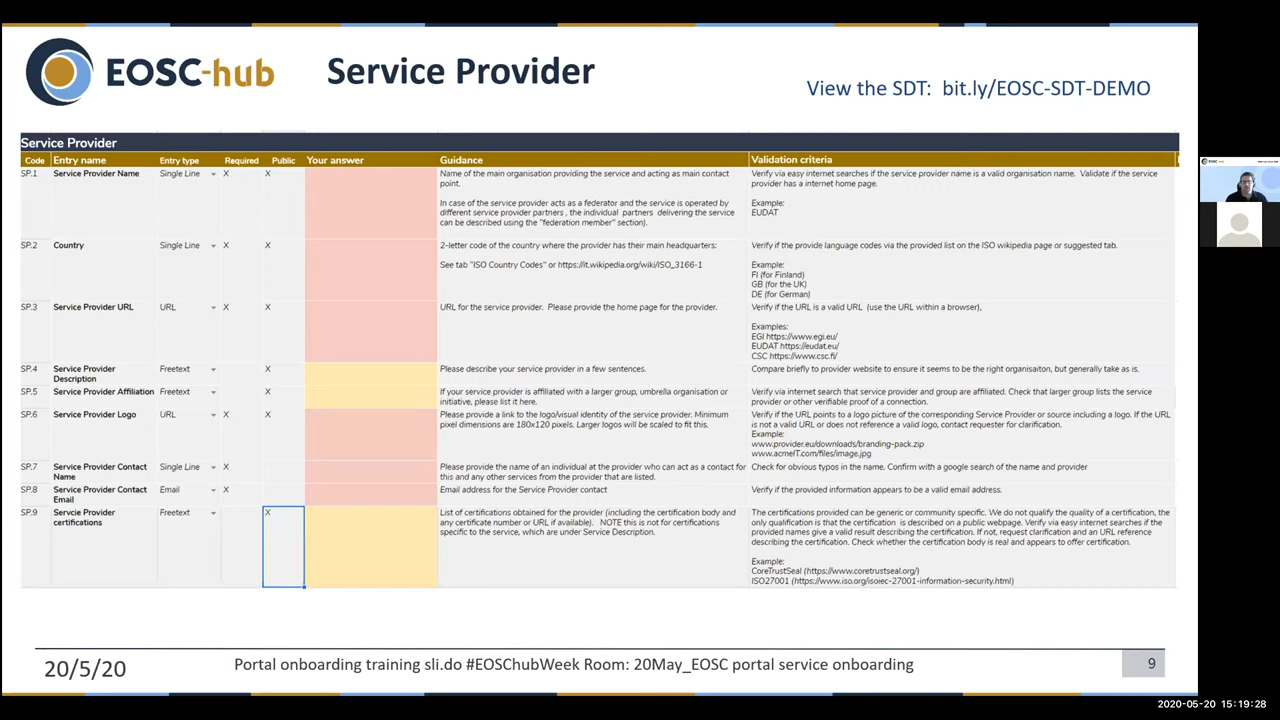 EOSC-hub
Service Provider
View the SDT: bit.ly/EOSC-SDT-DEMO
Service Provider
Code Entry name Entry type Required Public Your answer Guidance Validation criteria
SP.1 Service Provider Name Single Line X X Name of the main organisation providing the service and acting as main contact Verify via easy internet searches if the service provider name is a valid organisation name. Validate if the service
point. provider has a internet home page.
In case of the service provider acts as a federator and the service is operated by Example:
different service provider partners , the individual partners delivering the service EUDAT
can be described using the "federation member" section).
SP.2 Country Single Line X X 2-letter code of the country where the provider has their main headquarters: Verify if the provide language codes via the provided list on the ISO wikipedia page or suggested tab.
See tab "ISO Country Codes" or https://it.wikipedia.org/wiki/ISO_3166-1 Example:
FI (for Finland)
GB (for the UK)
DE (for German)
SP.3 Service Provider URL URL X X URL for the service provider. Please provide the home page for the provider. Verify if the URL is a valid URL (use the URL within a browser),
Examples:
EGI https://www.egi.eu/
EUDAT https://eudat.eu/
CSC https://www.csc.fi/
SP.4 Service Provider Freetext X Please describe your service provider in a few sentences. Compare briefly to provider website to ensure it seems to be the right organisaiton, but generally take as is.
Description
SP.5 Service Provider Affiliation Freetext X If your service provider is affiliated with a larger group, umbrella organisation or Verify via internet search that service provider and group are affiliated. Check that larger group lists the service
initiative, please list it here. provider or other verifiable proof of a connection.
SP.6 Service Provider Logo URL X X Please provide a link to the logo/visual identity of the service provider. Minimum Verify if the URL points to a logo picture of the corresponding Service Provider or source including a logo. If the URL
pixel dimensions are 180x120 pixels. Larger logos will be scaled to fit this. is not a valid URL or does not reference a valid logo, contact requester for clarification.
Example:
www.provider.eu/downloads/branding-pack.zip
www.acmeIT.com/files/image.jpg
SP.7 Service Provider Contact Single Line X Please provide the name of an individual at the provider who can act as a contact for Check for obvious typos in the name. Confirm with a google search of the name and provider
Name this and any other services from the provider that are listed.
SP.8 Service Provider Contact Email X Email address for the Service Provider contact Verify if the provided information appears to be a valid email address.
Email
SP.9 Servcie Provider Freetext X List of certifications obtained for the provider (including the certification body and The certifications provided can be generic or community specific. We do not qualify the quality of a certification, the
certifications any certificate number or URL if available). NOTE this is not for certifications only qualification is that the certification is described on a public webpage. Verify via easy internet searches if the
specific to the service, which are under Service Description. provided names give a valid result describing the certification. If not, request clarification and an URL reference
describing the certification. Check whether the certification body is real and appears to offer certification.
Example:
CoreTrustSeal (https://www.coretrustseal.org/)
ISO27001 (https://www.iso.org/isoiec-27001-information-security.html)
20/5/20
Portal onboarding training sli.do #EOSChubWeek Room: 20May_EOSC portal service onboarding
9
2020-05-20 15:19:28